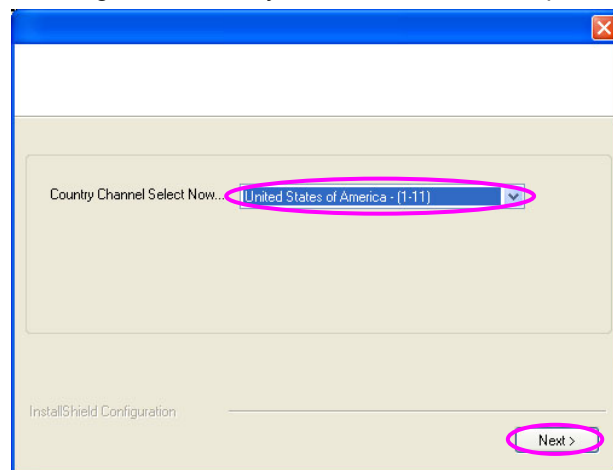 Country Channel Select Now... United States of America - (1-11)
InstallShield Configuration
Next >